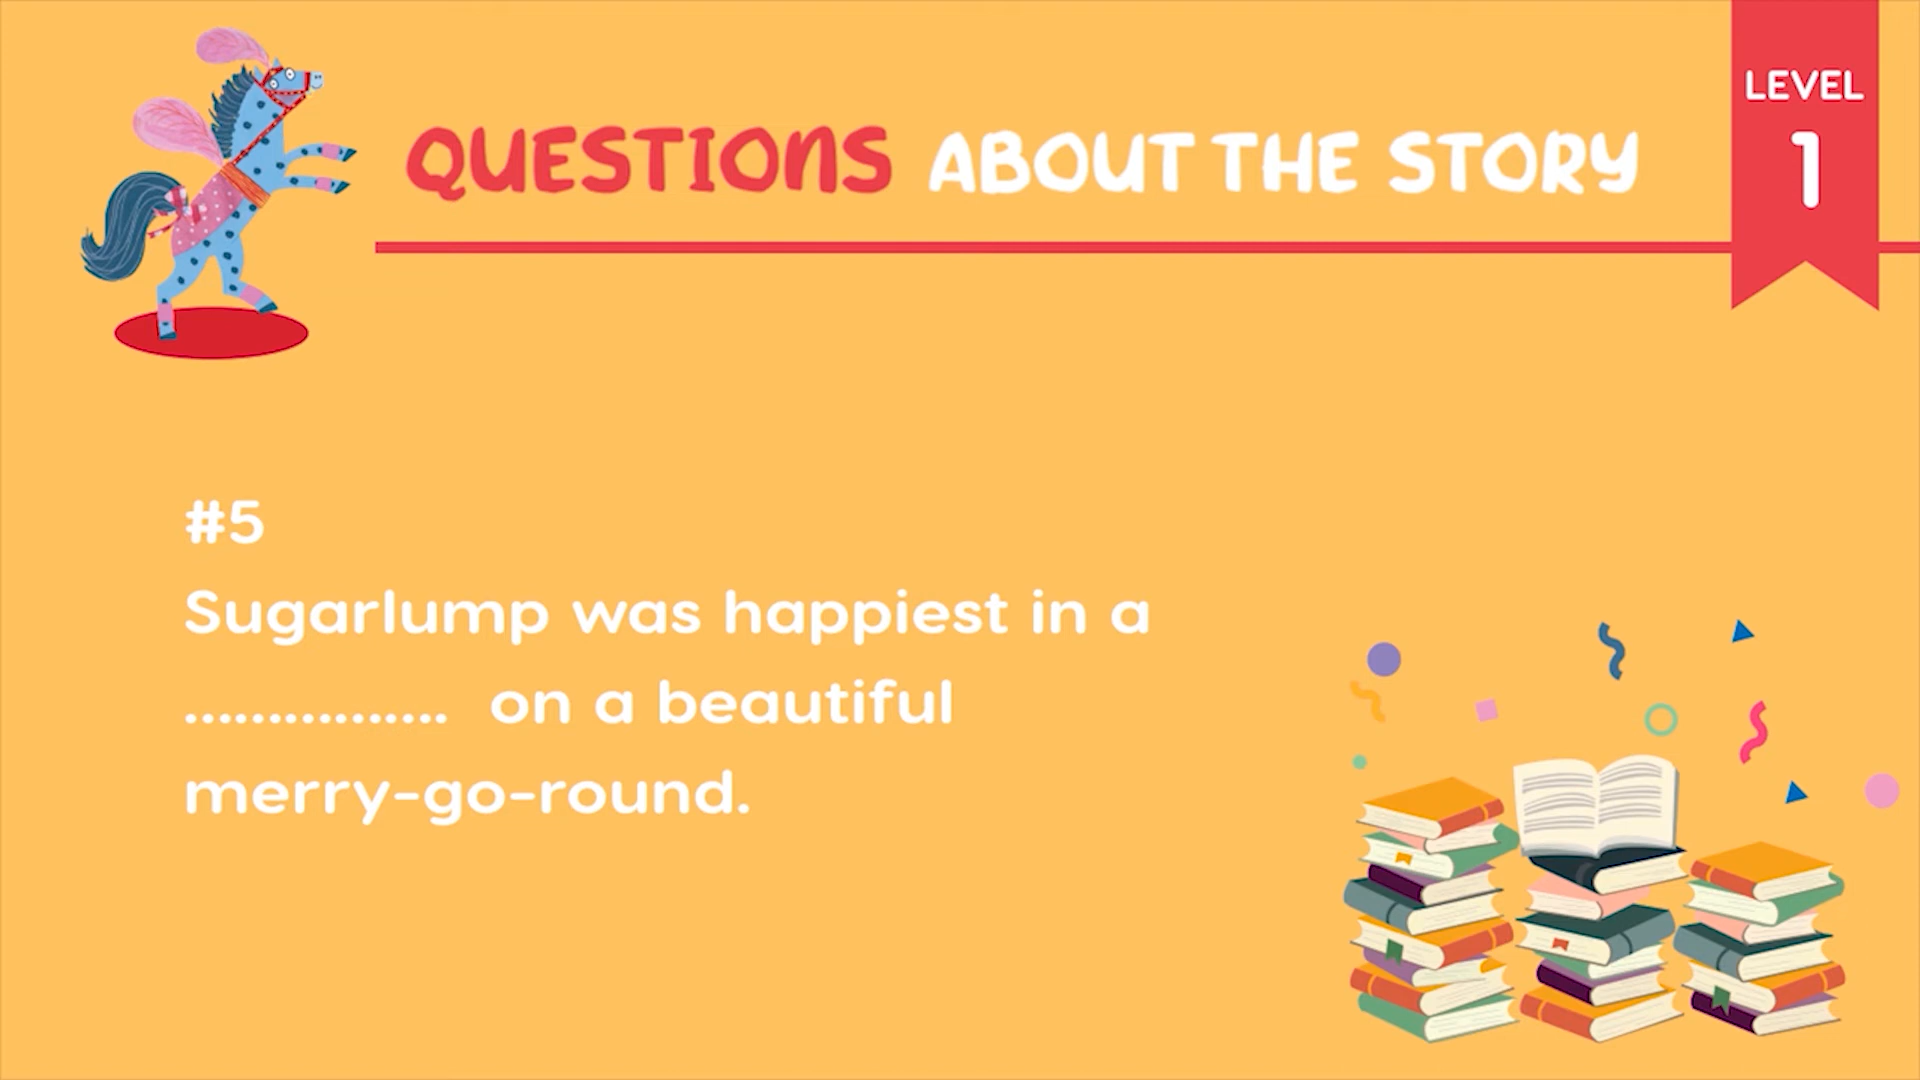 QUESTIONS ABOUT THE STORY
LEVEL
1
#5
Sugarlump was happiest in a
................ on a beautiful
merry-go-round.